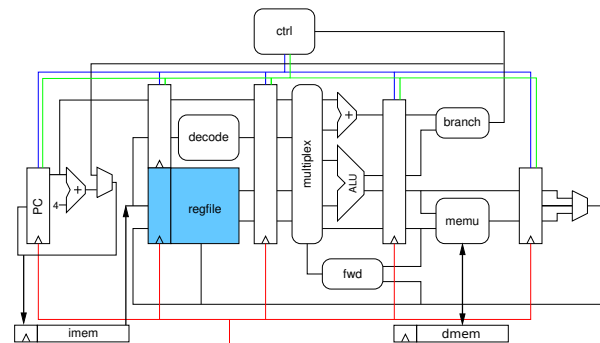 ctrl
decode
multiplex
+
branch
PC
+
4
ALU
regfile
memu
fwd
imem
dmem